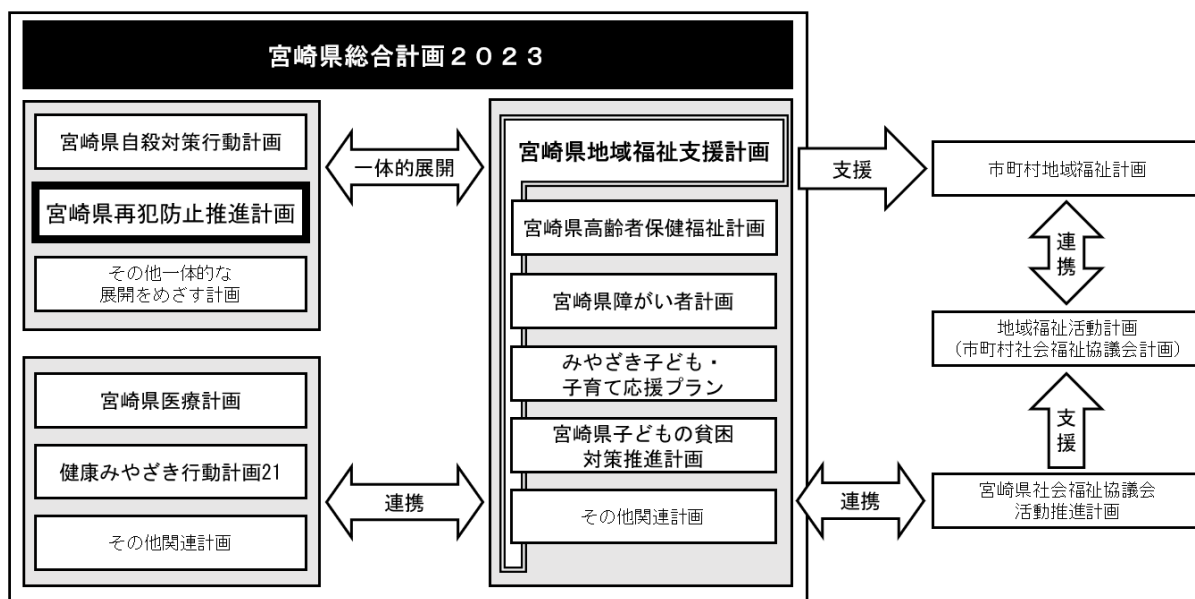 宮崎県総合計画２０２３
宮崎県自殺対策行動計画
宮崎県再犯防止推進計画
その他一体的な
展開をめざす計画
一体的展開
宮崎県医療計画
健康みやざき行動計画21
その他関連計画
連携
宮崎県地域福祉支援計画
宮崎県高齢者保健福祉計画
宮崎県障がい者計画
みやざき子ども・
子育て応援プラン
宮崎県子どもの貧困
対策推進計画
その他関連計画
支援
連携
市町村地域福祉計画
連携
地域福祉活動計画
（市町村社会福祉協議会計画）
支援
宮崎県社会福祉協議会
活動推進計画